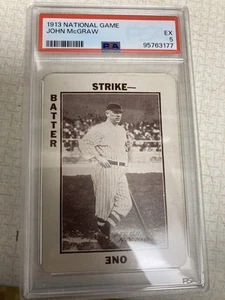 1913 NATIONAL GAME
JOHN McGRAW
EX
5
PSA
95763177
STRIKE—
BATTER
ONE